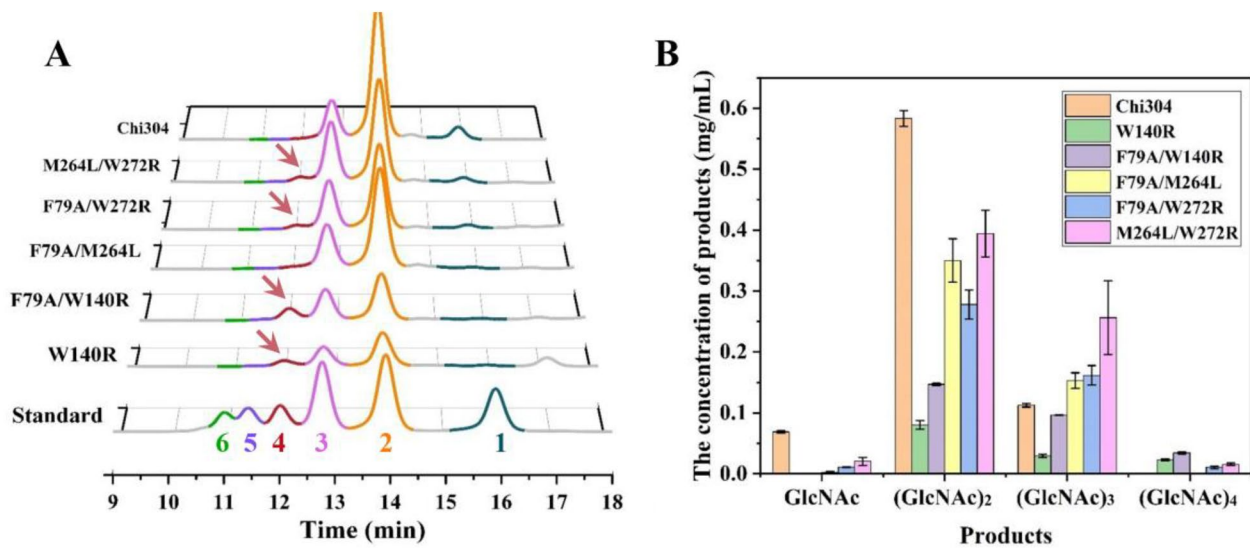 A
Chi304
M264L/W272R
F79A/W272R
F79A/M264L
F79A/W140R
W140R
Standard
6 5 4 3 2 1
9 10 11 12 13 14 15 16 17 18
Time (min)
B
The concentration of products (mg/mL)
0.6
0.5
0.4
0.3
0.2
0.1
0.0
Chi304
W140R
F79A/W140R
F79A/M264L
F79A/W272R
M264L/W272R
GlcNAc (GlcNAc)₂ (GlcNAc)₃ (GlcNAc)₄
Products